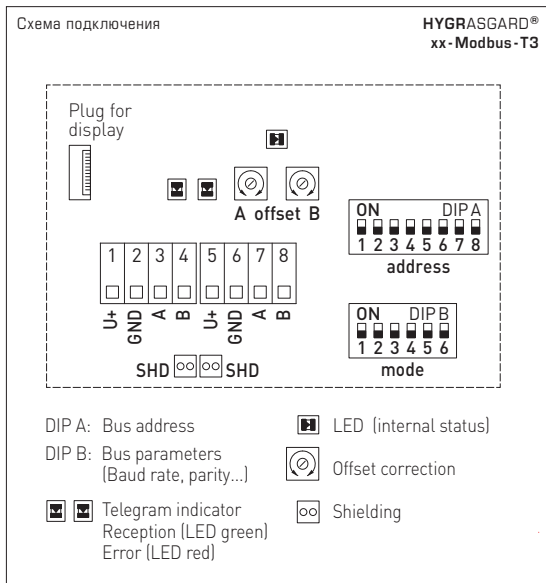 Схема подключения
HYGRASGARD®
xx-Modbus-T3
Plug for
display
A offset B
ON DIP A
1 2 3 4 5 6 7 8
address
1 2 3 4 5 6 7 8
U+ GND A B U+ GND A B
ON DIP B
1 2 3 4 5 6
mode
SHD SHD
DIP A: Bus address
DIP B: Bus parameters
(Baud rate, parity...)
Telegram indicator
Reception (LED green)
Error (LED red)
LED (internal status)
Offset correction
Shielding